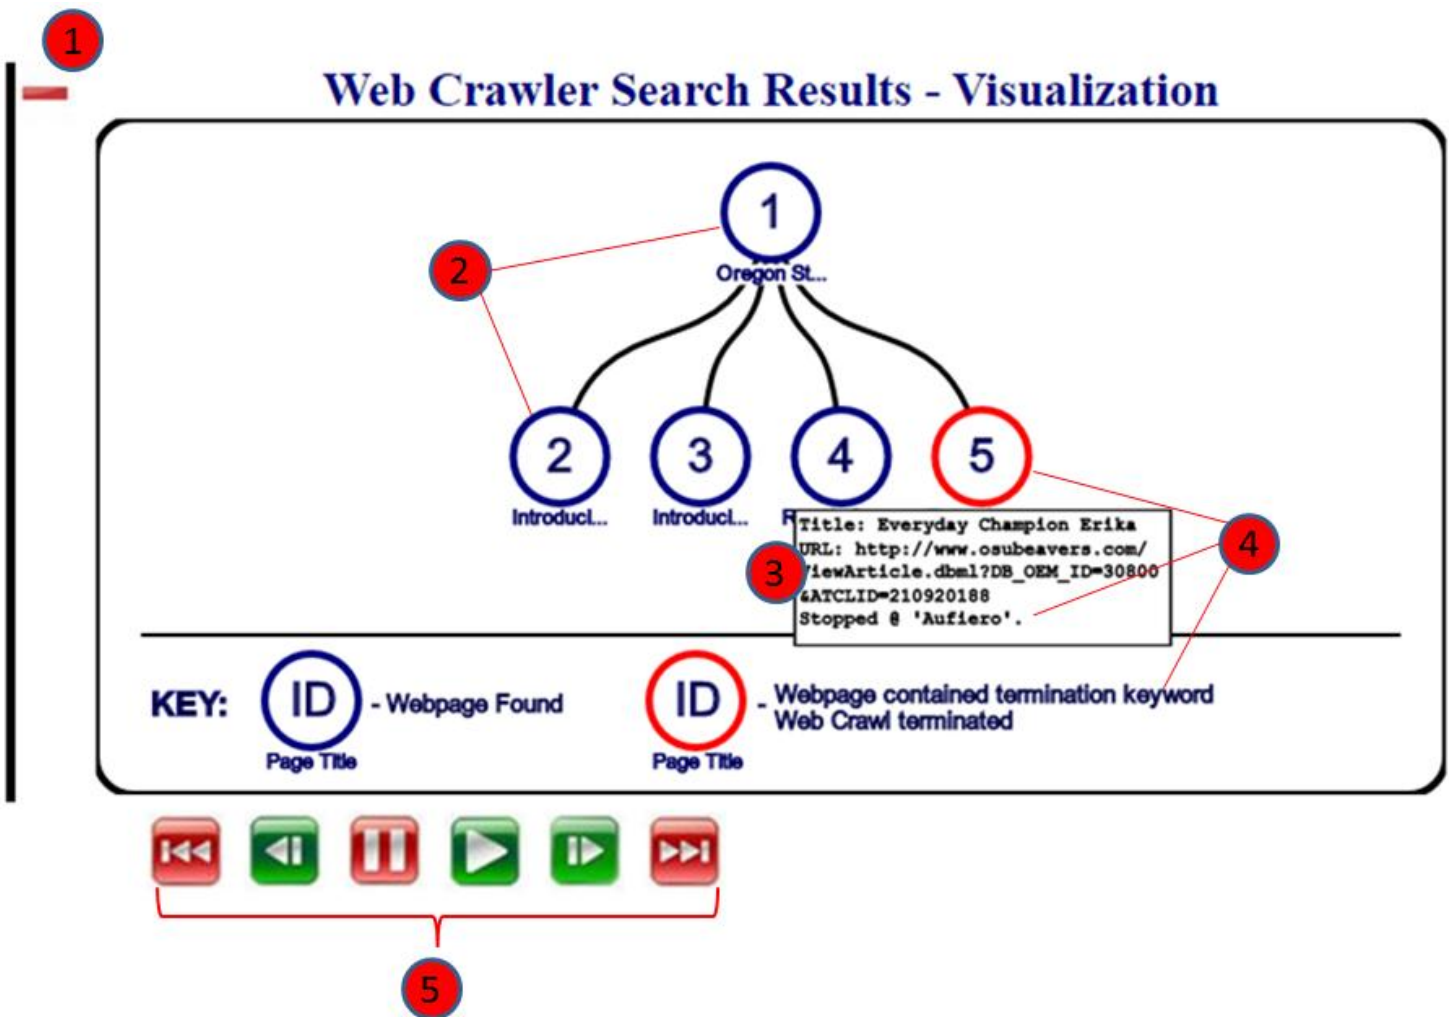 1
Web Crawler Search Results - Visualization
1
Oregon St...
2
2
3
4
5
Introduci...
Introduci...
R
Title: Everyday Champion Erika
URL: http://www.osubeavers.com/
ViewArticle.dbml?DB_OEM_ID=30800
&ATCLID=210920188
Stopped @ 'Aufiero'.
3
4
KEY:
ID
- Webpage Found
Page Title
ID
- Webpage contained termination keyword
Web Crawl terminated
Page Title
5